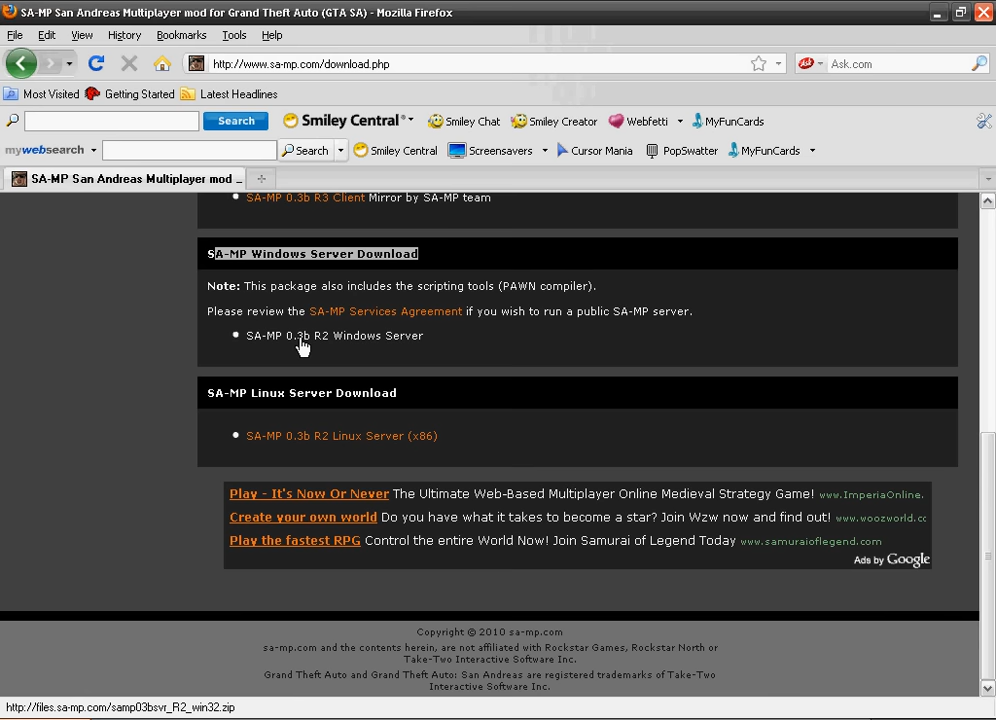 SA-MP San Andreas Multiplayer mod for Grand Theft Auto (GTA SA) - Mozilla Firefox
File Edit View History Bookmarks Tools Help
http://www.sa-mp.com/download.php
Ask.com
Most Visited Getting Started Latest Headlines
Search Smiley Central® Smiley Chat Smiley Creator Webfetti MyFunCards
mywebsearch Search Smiley Central Screensavers Cursor Mania PopSwatter MyFunCards
SA-MP San Andreas Multiplayer mod ...
SA-MP 0.3b R3 Client Mirror by SA-MP team
SA-MP Windows Server Download
Note: This package also includes the scripting tools (PAWN compiler).
Please review the SA-MP Services Agreement if you wish to run a public SA-MP server.
SA-MP 0.3b R2 Windows Server
SA-MP Linux Server Download
SA-MP 0.3b R2 Linux Server (x86)
Play - It's Now Or Never The Ultimate Web-Based Multiplayer Online Medieval Strategy Game! www.ImperiaOnline.
Create your own world Do you have what it takes to become a star? Join Wzw now and find out! www.woozworld.cc
Play the fastest RPG Control the entire World Now! Join Samurai of Legend Today www.samuraioflegend.com
Ads by Google
Copyright © 2010 sa-mp.com
sa-mp.com and the contents herein, are not affiliated with Rockstar Games, Rockstar North or
Take-Two Interactive Software Inc.
Grand Theft Auto and Grand Theft Auto: San Andreas are registered trademarks of Take-Two
Interactive Software Inc.
http://files.sa-mp.com/samp03bsvr_R2_win32.zip